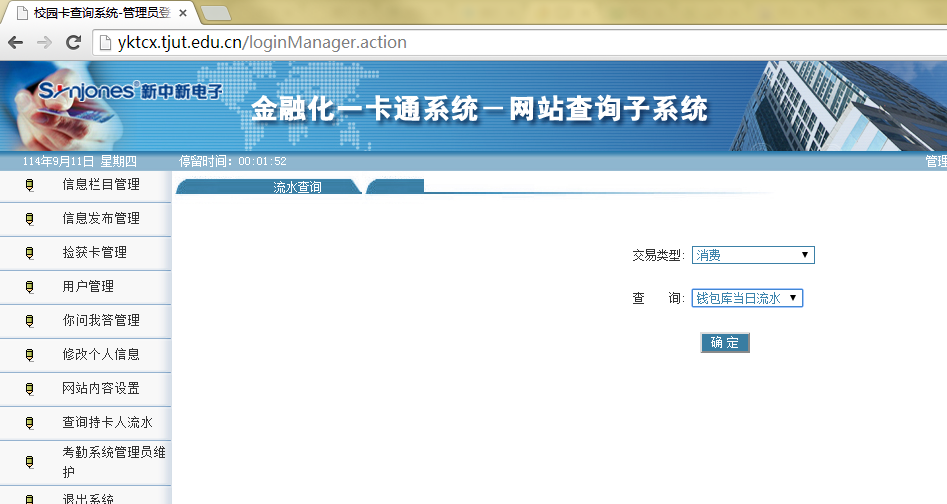 校园卡查询系统-管理员登
yktcx.tjut.edu.cn/loginManager.action
Synjones® 新中新电子
金融化一卡通系统－网站查询子系统
114年9月11日 星期四 停留时间：00:01:52 管理
信息栏目管理
流水查询
信息发布管理
捡获卡管理
交易类型: 消费
用户管理
查 询: 钱包库当日流水
你问我答管理
确 定
修改个人信息
网站内容设置
查询持卡人流水
考勤系统管理员维
护
退出系统